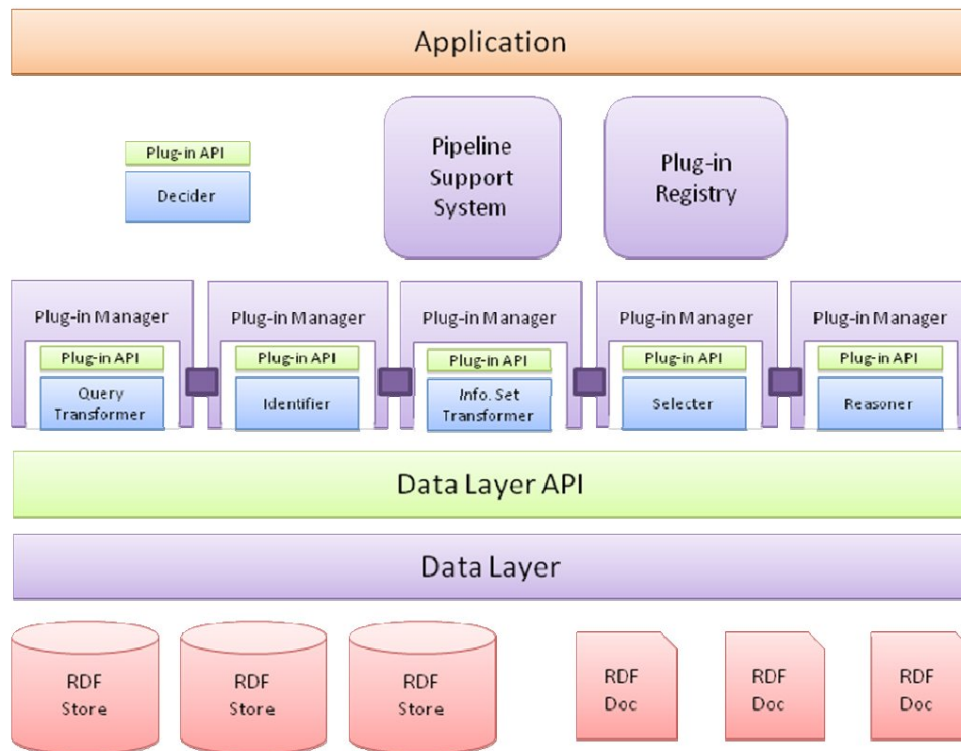 Application
Plug-in API
Decider
Pipeline
Support
System
Plug-in
Registry
Plug-in Manager
Plug-in API
Query
Transformer
Plug-in Manager
Plug-in API
Identifier
Plug-in Manager
Plug-in API
Info. Set
Transformer
Plug-in Manager
Plug-in API
Selecter
Plug-in Manager
Plug-in API
Reasoner
Data Layer API
Data Layer
RDF
Store
RDF
Store
RDF
Store
RDF
Doc
RDF
Doc
RDF
Doc